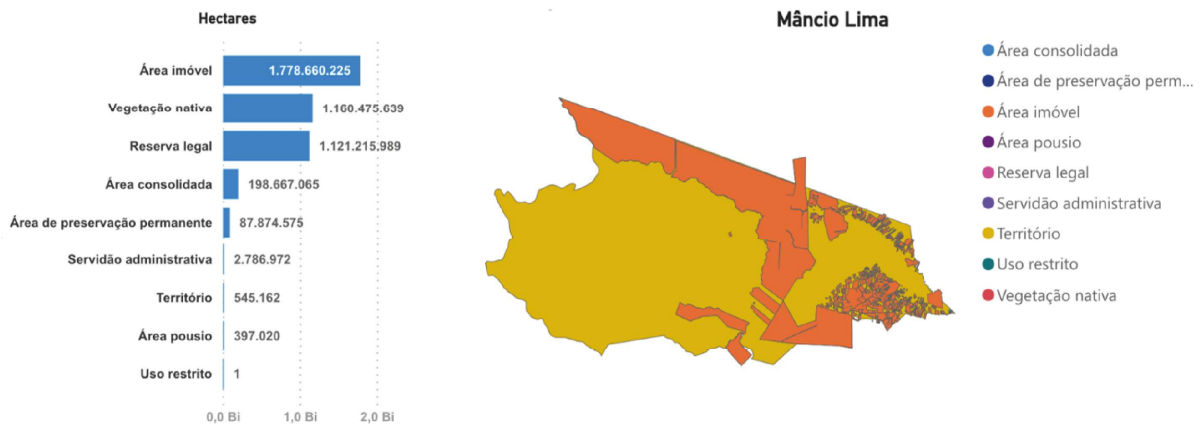 Hectares
Área imóvel 1.778.660.225
Vegetação nativa 1.160.475.639
Reserva legal 1.121.215.989
Área consolidada 198.667.065
Área de preservação permanente 87.874.575
Servidão administrativa 2.786.972
Território 545.162
Área pousio 397.020
Uso restrito 1
0,0 Bi 1,0 Bi 2,0 Bi
Mâncio Lima
Área consolidada
Área de preservação perm...
Área imóvel
Área pousio
Reserva legal
Servidão administrativa
Território
Uso restrito
Vegetação nativa